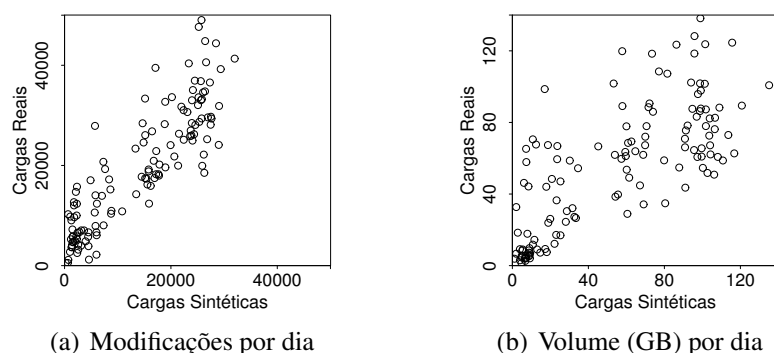 Cargas Reais
0 20000 40000
0 20000 40000
Cargas Sintéticas
(a) Modificações por dia
Cargas Reais
0 40 80 120
0 40 80 120
Cargas Sintéticas
(b) Volume (GB) por dia